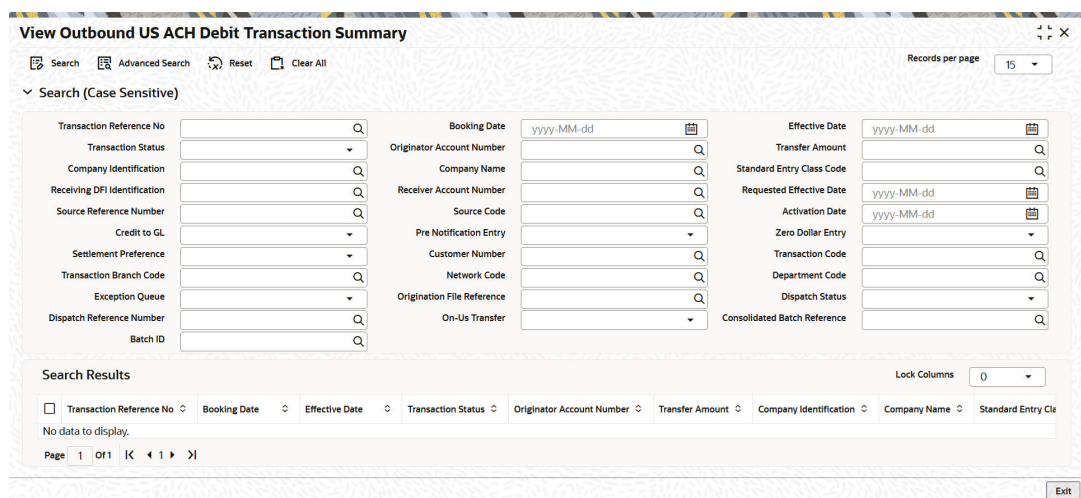 View Outbound US ACH Debit Transaction Summary
Search Advanced Search Reset Clear All Records per page 15
Search (Case Sensitive)
Transaction Reference No Booking Date yyyy-MM-dd Effective Date yyyy-MM-dd
Transaction Status Originator Account Number Transfer Amount
Company Identification Company Name Standard Entry Class Code
Receiving DFI Identification Receiver Account Number Requested Effective Date yyyy-MM-dd
Source Reference Number Source Code Activation Date yyyy-MM-dd
Credit to GL Pre Notification Entry Zero Dollar Entry
Settlement Preference Customer Number Transaction Code
Transaction Branch Code Network Code Department Code
Exception Queue Origination File Reference Dispatch Status
Dispatch Reference Number On-Us Transfer Consolidated Batch Reference
Batch ID
Search Results Lock Columns 0
Transaction Reference No Booking Date Effective Date Transaction Status Originator Account Number Transfer Amount Company Identification Company Name Standard Entry Cla
No data to display.
Page 1 Of 1 1
Exit